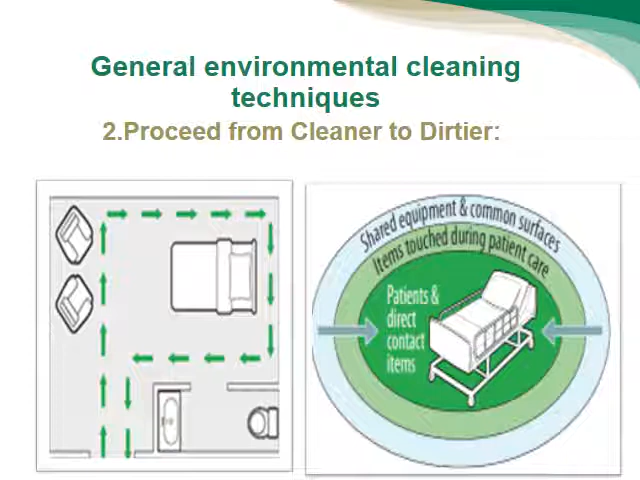 General environmental cleaning
techniques
2.Proceed from Cleaner to Dirtier:
Shared equipment & common surfaces
Items touched during patient care
Patients &
direct
contact
items